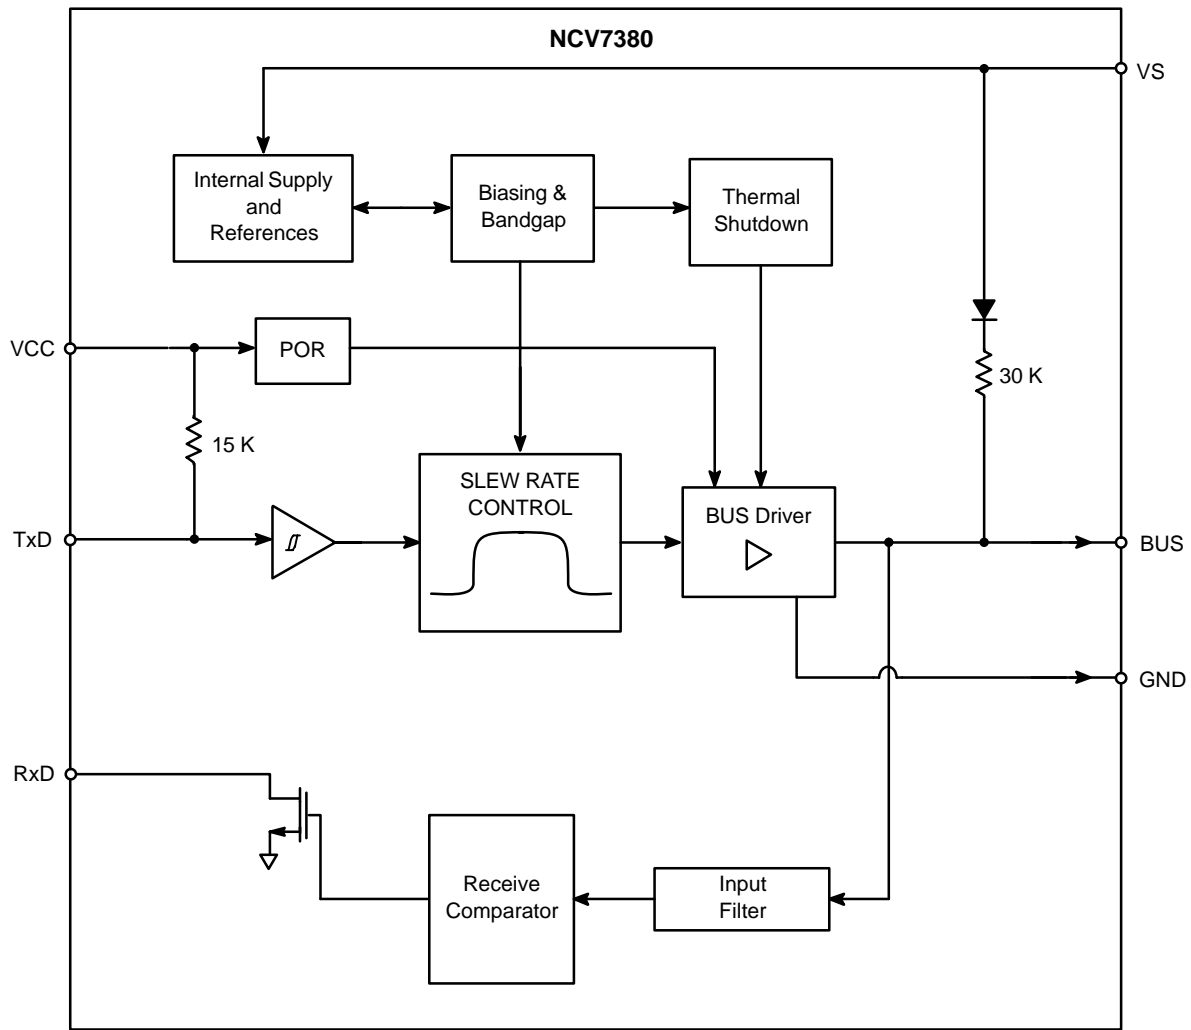 NCV7380
VS
Internal Supply
and
References
Biasing &
Bandgap
Thermal
Shutdown
VCC
POR
30 K
15 K
SLEW RATE
CONTROL
BUS Driver
TxD
BUS
GND
RxD
Receive
Comparator
Input
Filter